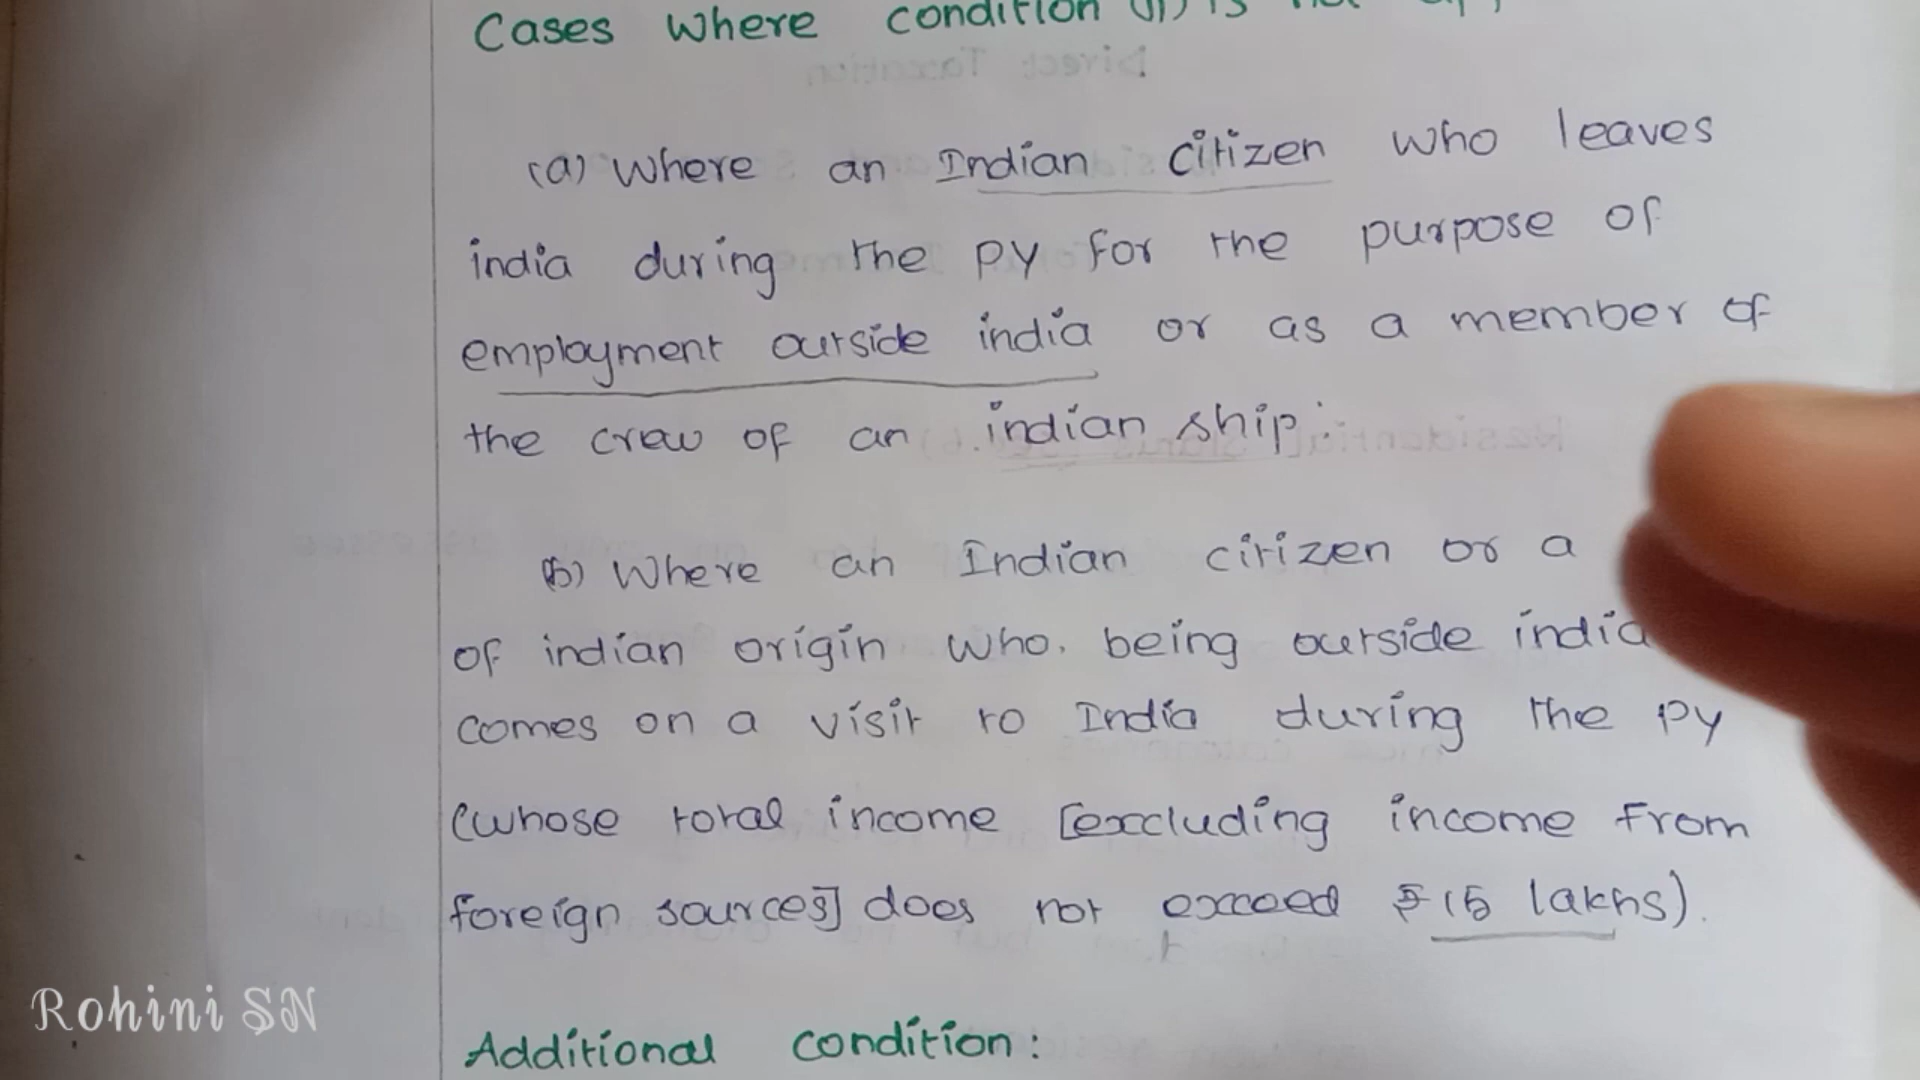 Cases where condition (ii) is not
(a) Where an Indian citizen who leaves
india during the PY for the purpose of
employment outside india or as a member of
the crew of an indian ship.
(b) Where an Indian citizen or a
of indian origin who. being outside india
comes on a visit to India during the PY
(whose total income [excluding income from
foreign sources] does not exceed ₹15 lakhs).
Additional condition:
Rohini SN